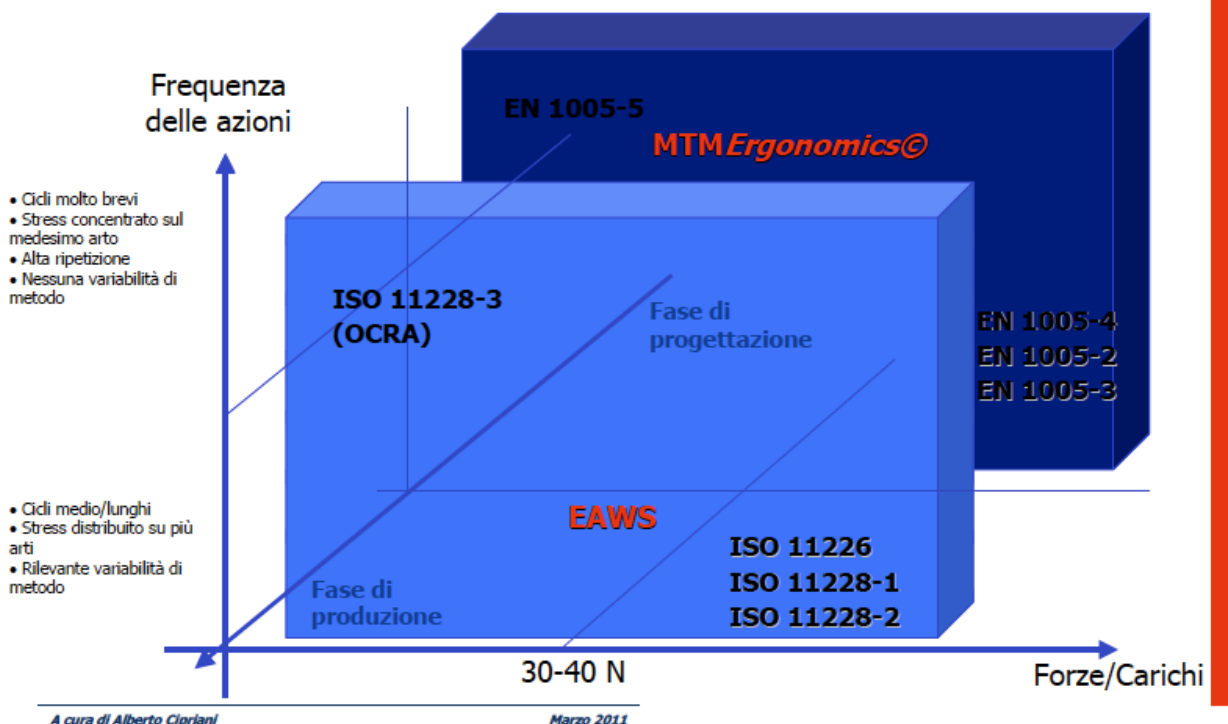 Frequenza
delle azioni
EN 1005-5
MTMErgonomics©
• Cicli molto brevi
• Stress concentrato sul
medesimo arto
• Alta ripetizione
• Nessuna variabilità di
metodo
ISO 11228-3
(OCRA)
Fase di
progettazione
EN 1005-4
EN 1005-2
EN 1005-3
• Cicli medio/lunghi
• Stress distribuito su più
arti
• Rilevante variabilità di
metodo
EAWS
ISO 11226
ISO 11228-1
ISO 11228-2
Fase di
produzione
30-40 N
Forze/Carichi
A cura di Alberto Cipriani
Marzo 2011